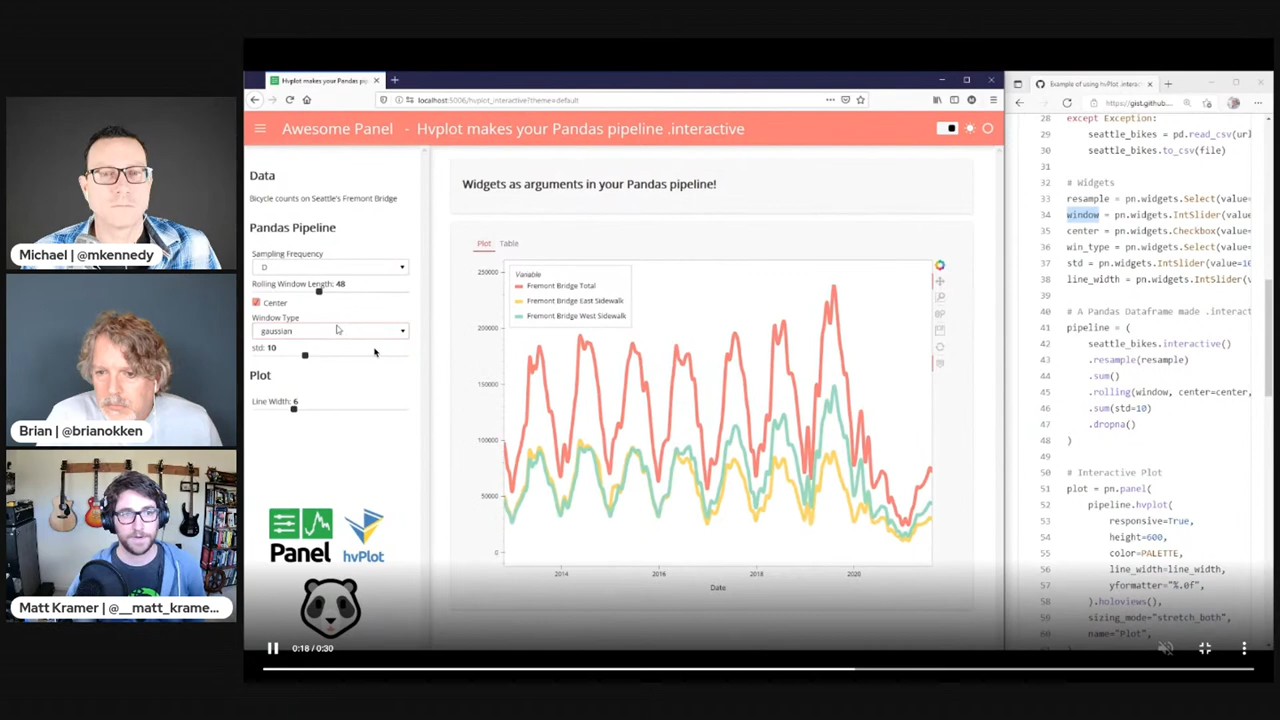 Michael | @mkennedy
Brian | @brianokken
Matt Kramer | @__matt_krame...
Hvplot makes your Pandas pip
localhost:5006/hvplot_interactive?theme=default
Awesome Panel - Hvplot makes your Pandas pipeline .interactive
Data
Bicycle counts on Seattle's Fremont Bridge
Pandas Pipeline
Sampling Frequency
D
Rolling Window Length: 48
Center
Window Type
gaussian
std: 10
Plot
Line Width: 6
Panel
hvPlot
Widgets as arguments in your Pandas pipeline!
Plot Table
Variable
Fremont Bridge Total
Fremont Bridge East Sidewalk
Fremont Bridge West Sidewalk
250000
200000
150000
100000
50000
0
2014 2016 2018 2020
Date
0:18 / 0:30
Example of using hvPlot .interac
https://gist.github...
28 except Exception:
29 seattle_bikes = pd.read_csv(url
30 seattle_bikes.to_csv(file)
31
32 # Widgets
33 resample = pn.widgets.Select(value=
34 window = pn.widgets.IntSlider(value
35 center = pn.widgets.Checkbox(value=
36 win_type = pn.widgets.Select(value=
37 std = pn.widgets.IntSlider(value=10
38 line_width = pn.widgets.IntSlider(v
39
40 # A Pandas Dataframe made .interact
41 pipeline = (
42 seattle_bikes.interactive()
43 .resample(resample)
44 .sum()
45 .rolling(window, center=center,
46 .sum(std=10)
47 .dropna()
48 )
49
50 # Interactive Plot
51 plot = pn.panel(
52 pipeline.hvplot(
53 responsive=True,
54 height=600,
55 color=PALETTE,
56 line_width=line_width,
57 yformatter="%.0f",
58 ).holoviews(),
59 sizing_mode="stretch_both",
60 name="Plot",